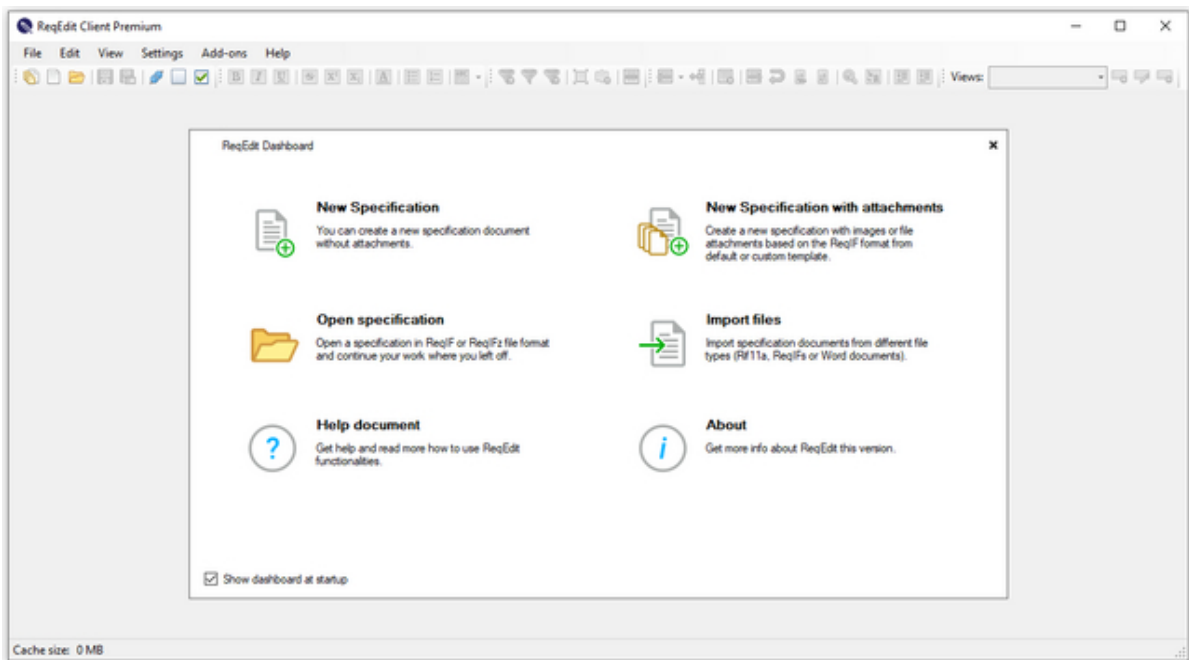 ReqEdit Client Premium
File Edit View Settings Add-ons Help
B I U S X² X₂ A Views:
ReqEdit Dashboard
New Specification
You can create a new specification document
without attachments.
New Specification with attachments
Create a new specification with images or file
attachments based on the ReqIF format from
default or custom template.
Open specification
Open a specification in ReqIF or ReqIFz file format
and continue your work where you left off.
Import files
Import specification documents from different file
types (Rif11a, ReqIFs or Word documents).
Help document
Get help and read more how to use ReqEdit
functionalities.
About
Get more info about ReqEdit this version.
Show dashboard at startup
Cache size: 0 MB